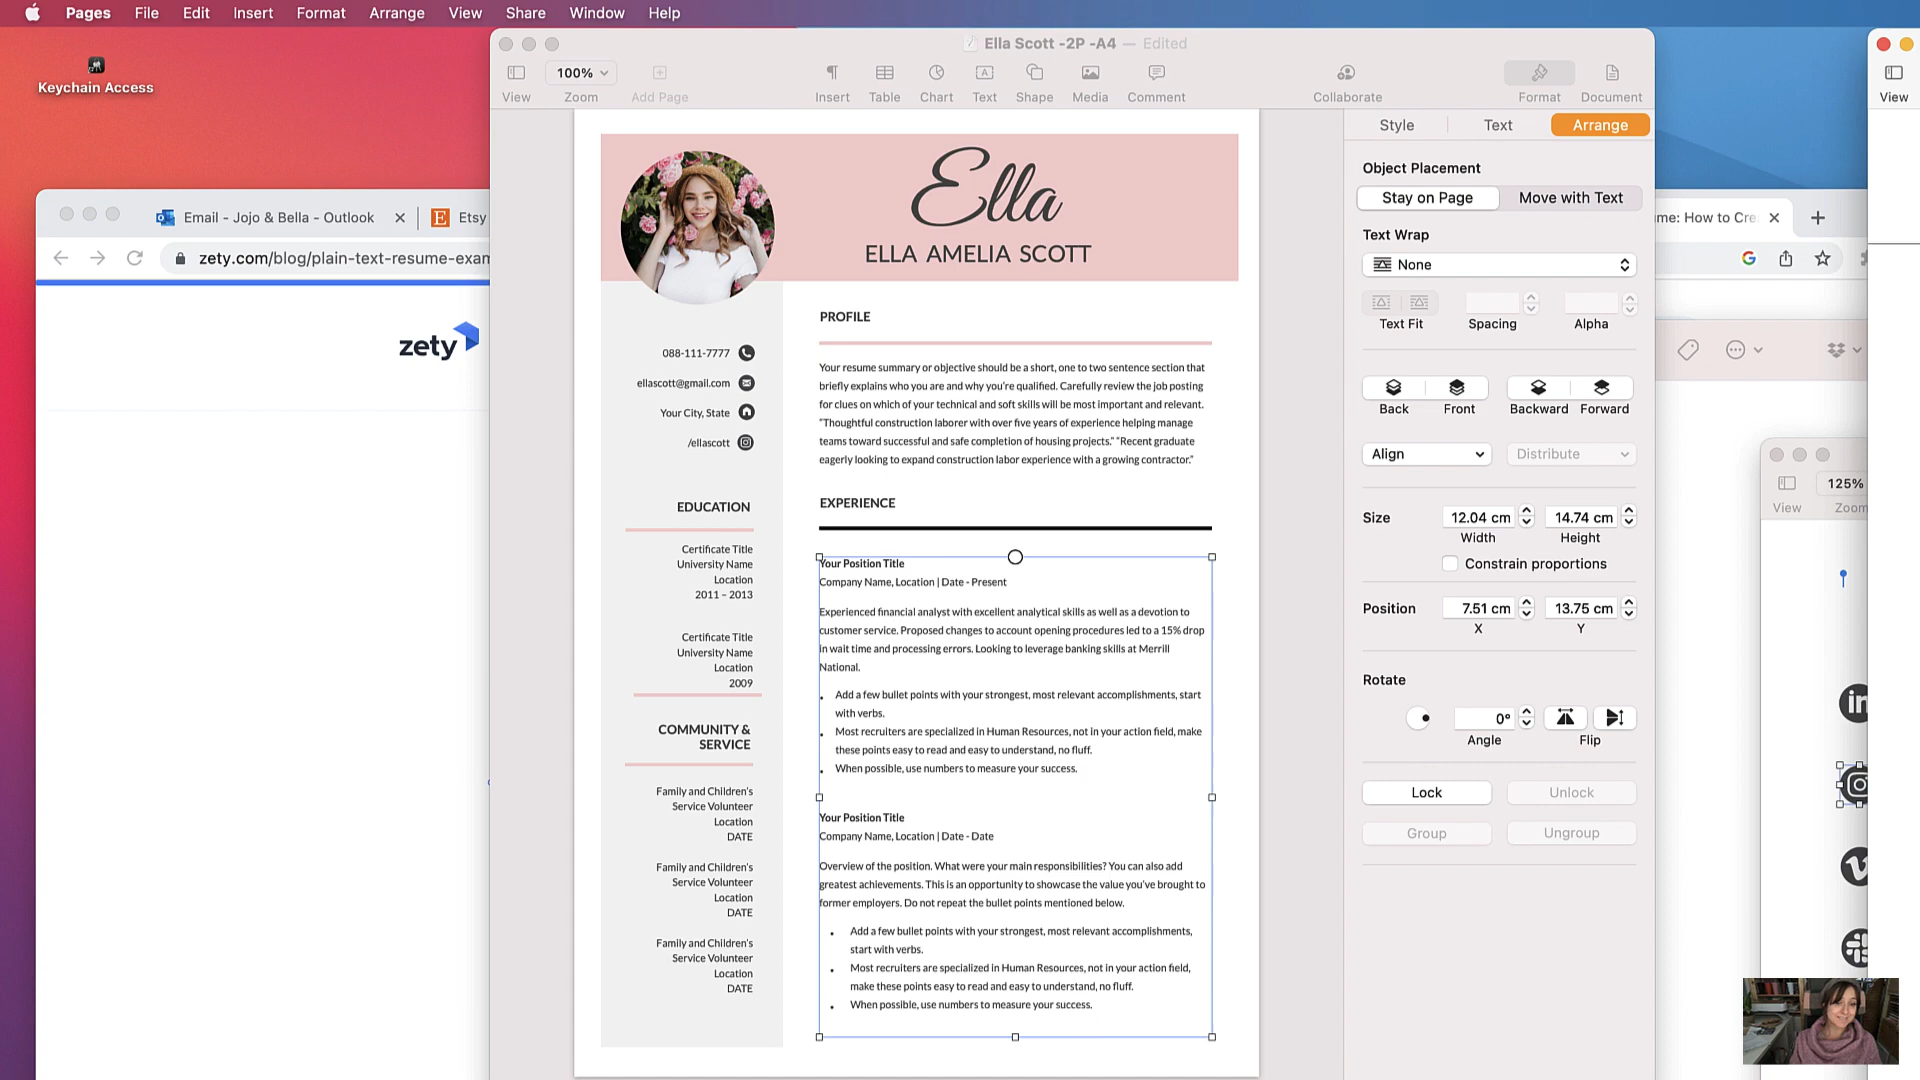 Pages File Edit Insert Format Arrange View Share Window Help
Keychain Access
Ella Scott -2P -A4 — Edited
100%
View Zoom Add Page Insert Table Chart Text Shape Media Comment Collaborate Format Document
View
Email - Jojo & Bella - Outlook
Etsy
zety.com/blog/plain-text-resume-exam
zety
Ella
ELLA AMELIA SCOTT
088-111-7777
ellascott@gmail.com
Your City, State
/ellascott
EDUCATION
Certificate Title
University Name
Location
2011 – 2013
Certificate Title
University Name
Location
2009
COMMUNITY &
SERVICE
Family and Children's
Service Volunteer
Location
DATE
Family and Children's
Service Volunteer
Location
DATE
Family and Children's
Service Volunteer
Location
DATE
PROFILE
Your resume summary or objective should be a short, one to two sentence section that
briefly explains who you are and why you're qualified. Carefully review the job posting
for clues on which of your technical and soft skills will be most important and relevant.
"Thoughtful construction laborer with over five years of experience helping manage
teams toward successful and safe completion of housing projects." "Recent graduate
eagerly looking to expand construction labor experience with a growing contractor."
EXPERIENCE
Your Position Title
Company Name, Location | Date - Present
Experienced financial analyst with excellent analytical skills as well as a devotion to
customer service. Proposed changes to account opening procedures led to a 15% drop
in wait time and processing errors. Looking to leverage banking skills at Merrill
National.
• Add a few bullet points with your strongest, most relevant accomplishments, start
with verbs.
• Most recruiters are specialized in Human Resources, not in your action field, make
these points easy to read and easy to understand, no fluff.
• When possible, use numbers to measure your success.
Your Position Title
Company Name, Location | Date - Date
Overview of the position. What were your main responsibilities? You can also add
greatest achievements. This is an opportunity to showcase the value you've brought to
former employers. Do not repeat the bullet points mentioned below.
• Add a few bullet points with your strongest, most relevant accomplishments,
start with verbs.
• Most recruiters are specialized in Human Resources, not in your action field,
make these points easy to read and easy to understand, no fluff.
• When possible, use numbers to measure your success.
Style Text Arrange
Object Placement
Stay on Page Move with Text
Text Wrap
None
Text Fit Spacing Alpha
Back Front Backward Forward
Align Distribute
Size 12.04 cm 14.74 cm
Width Height
Constrain proportions
Position 7.51 cm 13.75 cm
X Y
Rotate
0°
Angle Flip
Lock Unlock
Group Ungroup
ume: How to Cre
125%
View Zoom
in